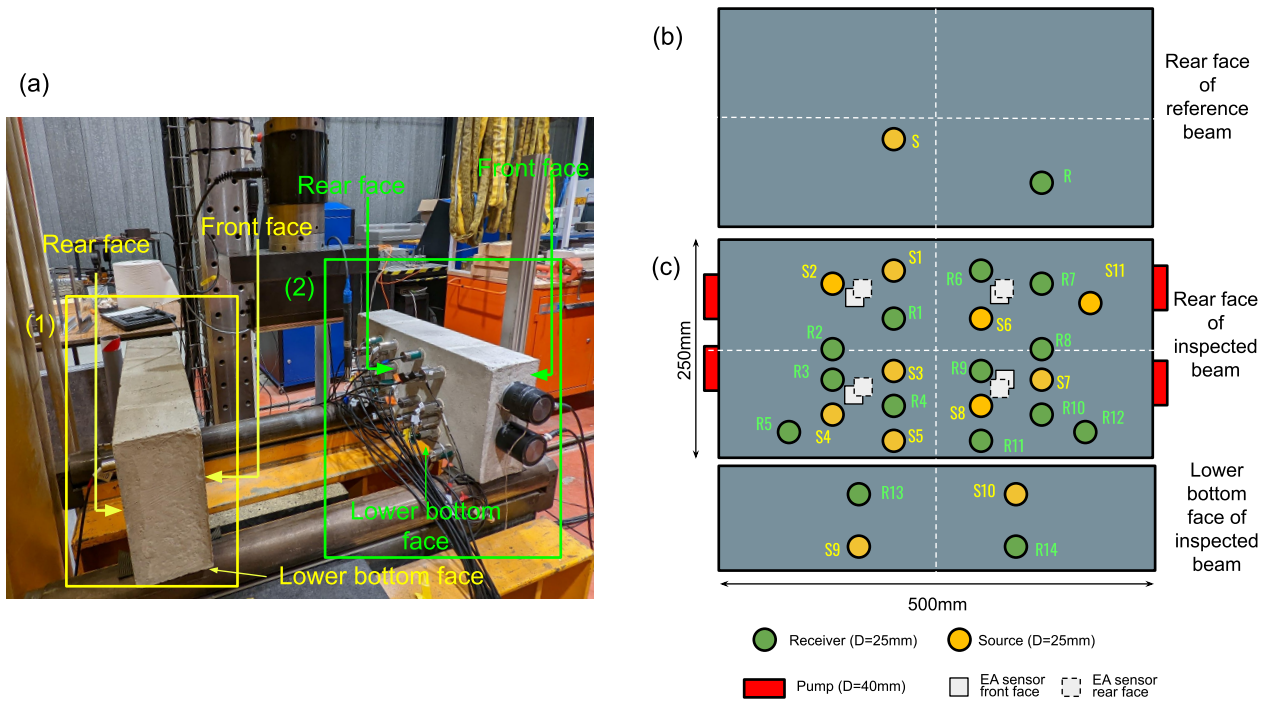 (a)
Rear face
Front face
(1)
Lower bottom face
Rear face
Front face
(2)
Lower bottom
face
(b)
S
R
Rear face
of
reference
beam
(c)
S2
S1
R6
R7
S11
R1
S6
R2
R8
R3
S3
R9
S7
R4
S8
R10
R12
R5
S4
S5
R11
250mm
Rear face
of
inspected
beam
R13
S10
S9
R14
Lower
bottom
face of
inspected
beam
500mm
Receiver (D=25mm)
Source (D=25mm)
Pump (D=40mm)
EA sensor
front face
EA sensor
rear face